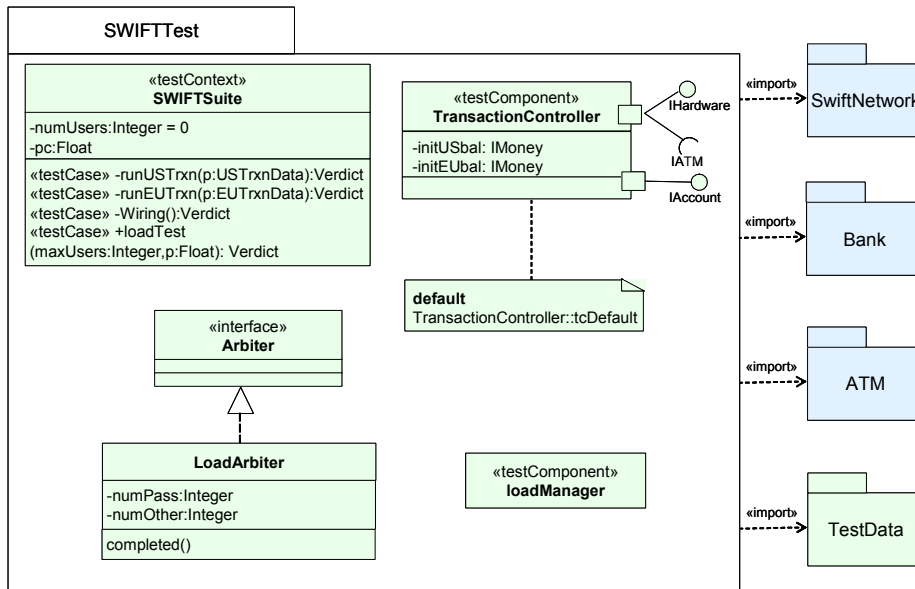 SWIFTTest
«testContext»
SWIFTSuite
-numUsers:Integer = 0
-pc:Float
«testCase» -runUSTrxn(p:USTrxnData):Verdict
«testCase» -runEUTrxn(p:EUTrxnData):Verdict
«testCase» -Wiring():Verdict
«testCase» +loadTest
(maxUsers:Integer,p:Float): Verdict
«testComponent»
TransactionController
-initUSbal: IMoney
-initEUbal: IMoney
IHardware
IATM
IAccount
default
TransactionController::tcDefault
«interface»
Arbiter
LoadArbiter
-numPass:Integer
-numOther:Integer
completed()
«testComponent»
loadManager
«import»
SwiftNetwork
«import»
Bank
«import»
ATM
«import»
TestData